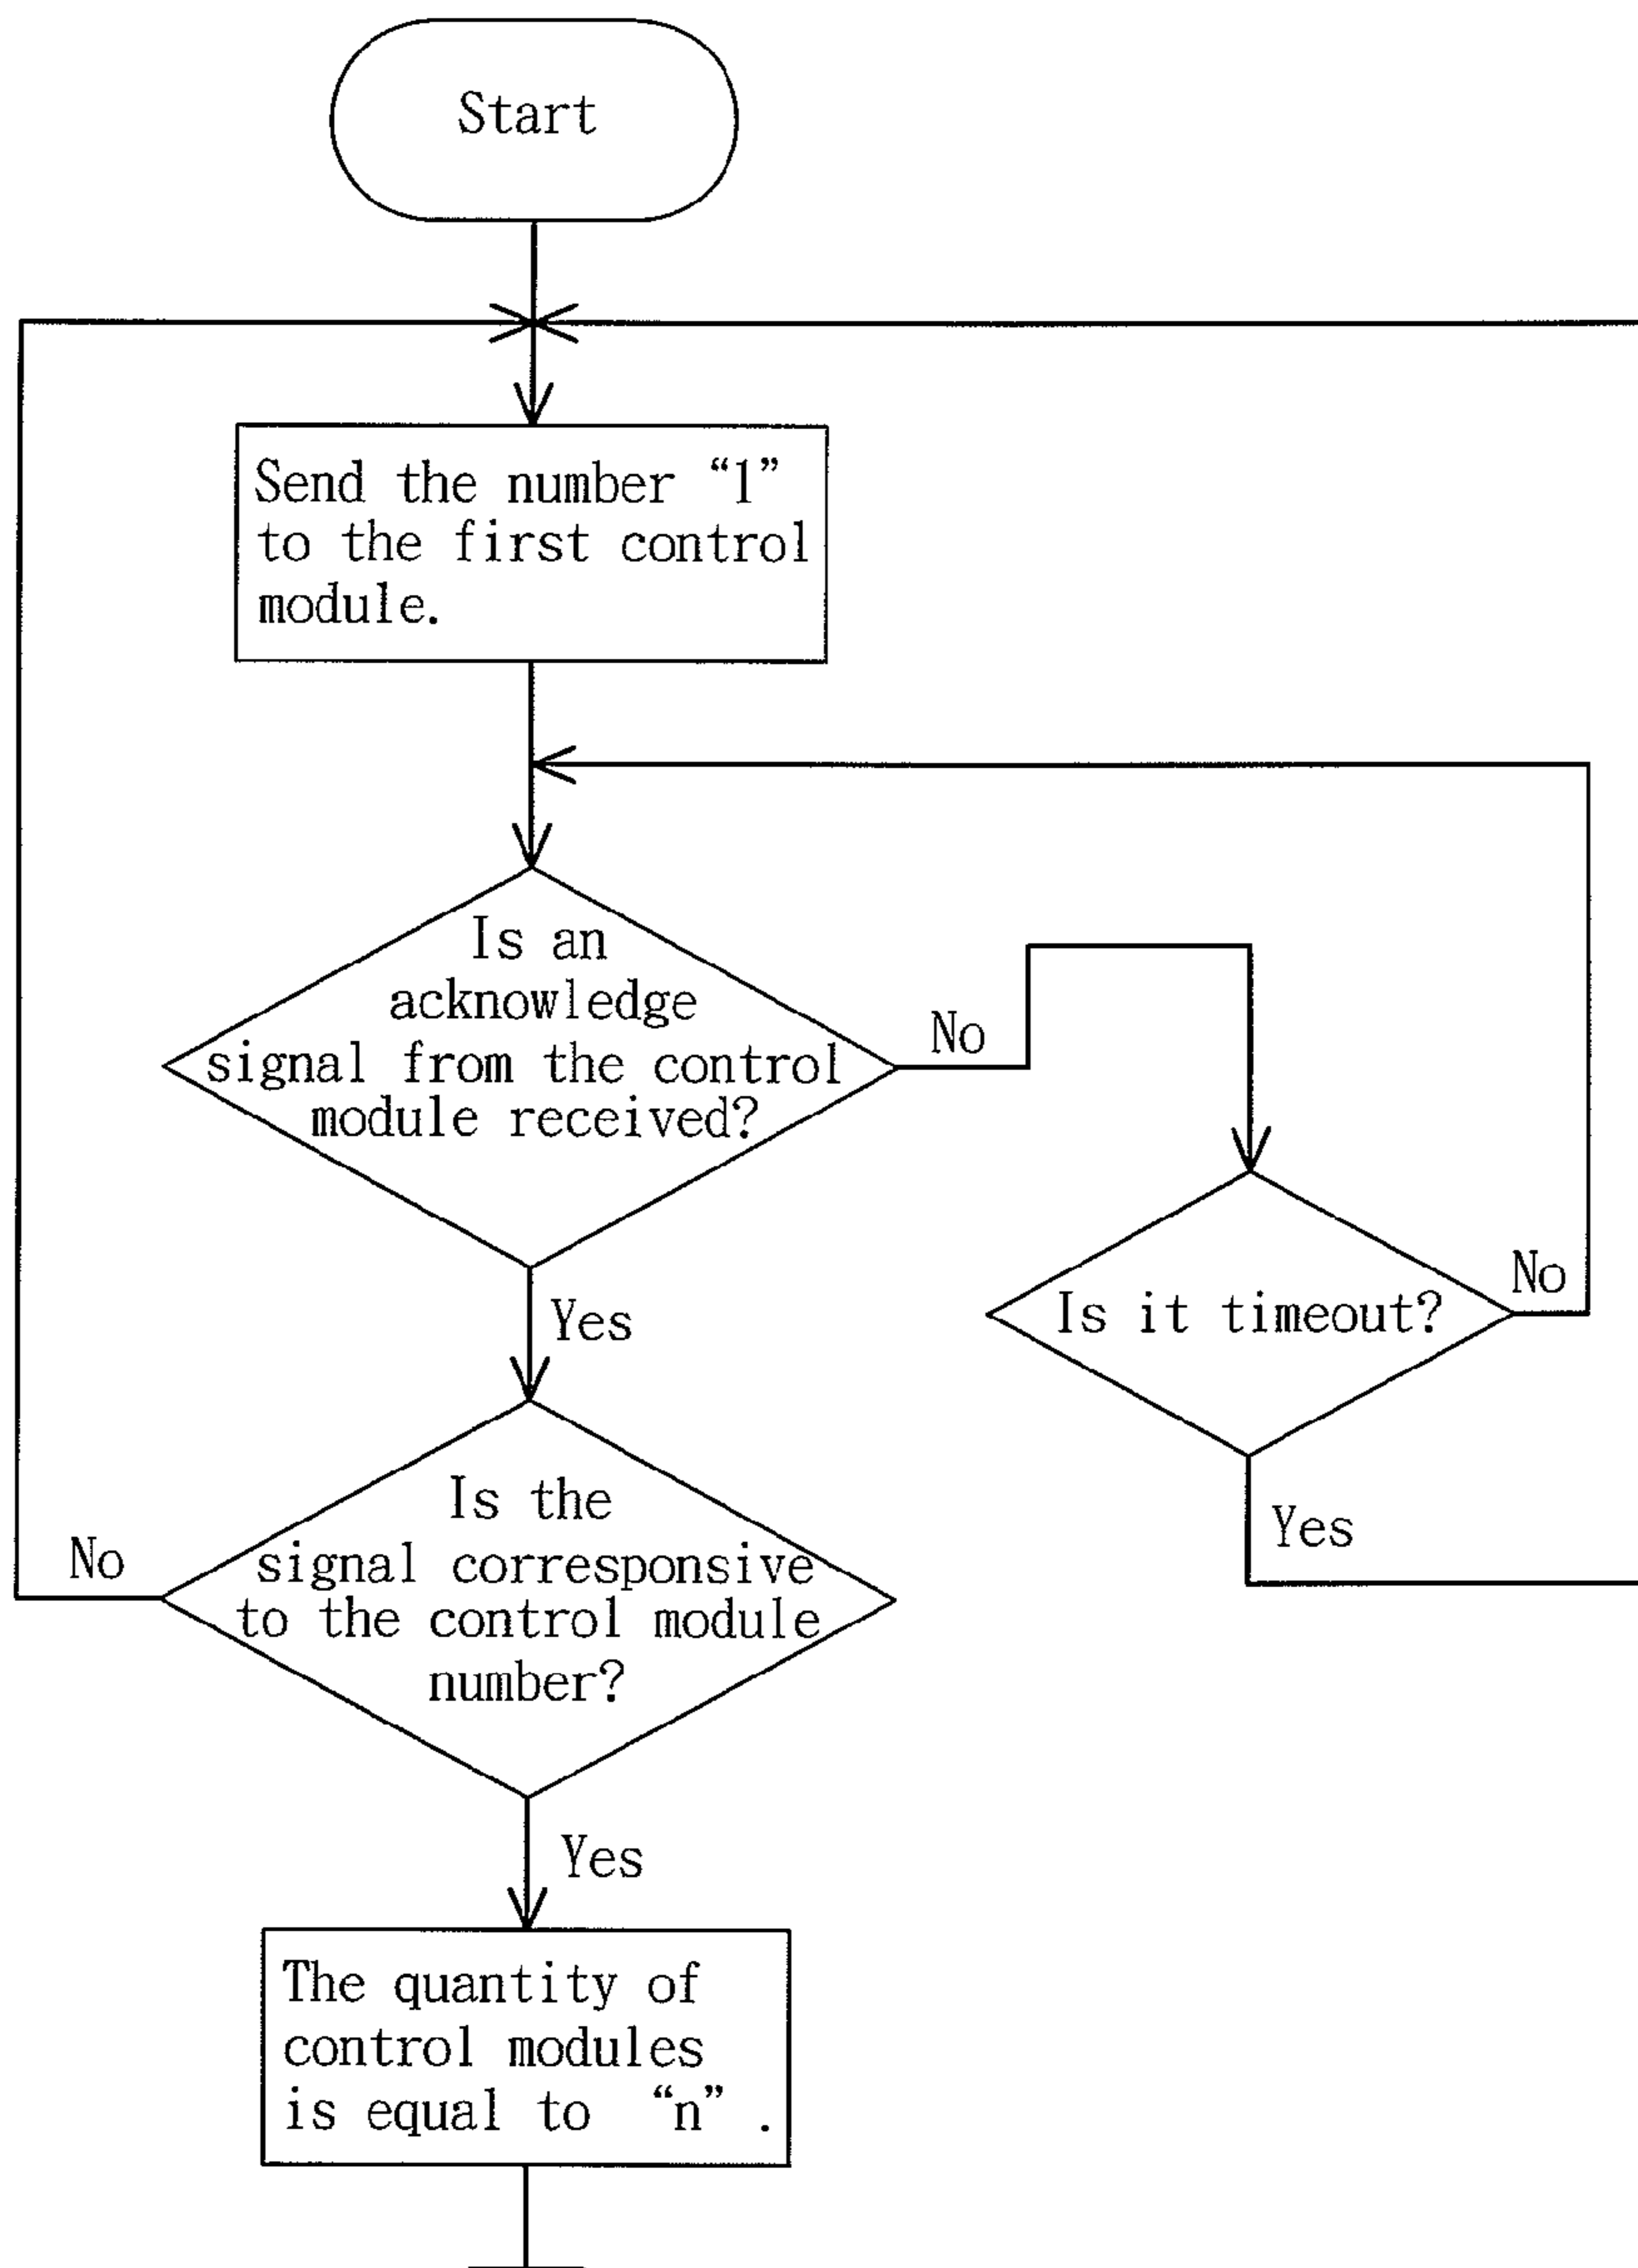 Start
Send the number “1”
to the first control
module.
Is an
acknowledge
signal from the control
module received?
No
Is it timeout?
No
Yes
Yes
Is the
signal corresponsive
to the control module
number?
No
Yes
The quantity of
control modules
is equal to “n” .